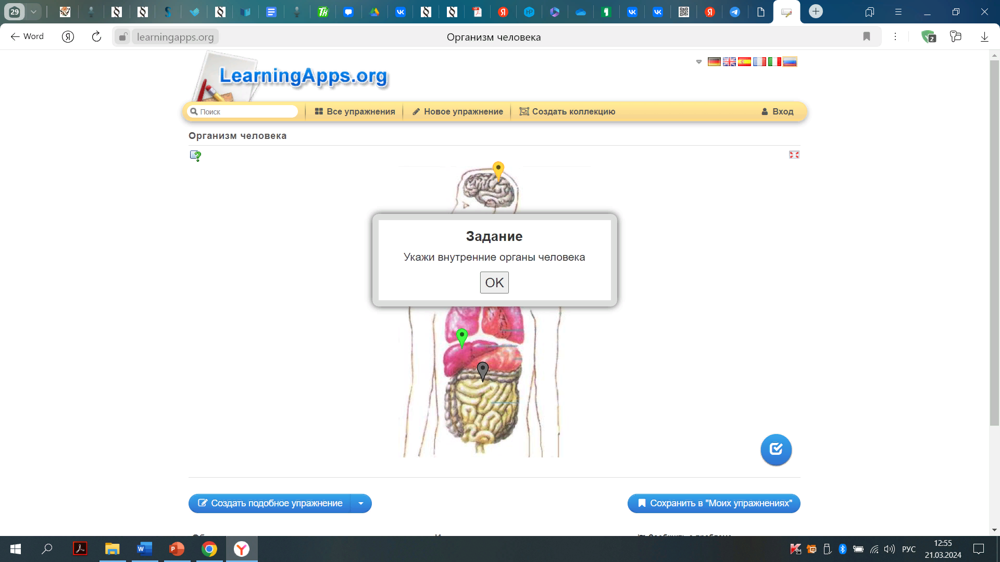 29
Word
learningapps.org
Организм человека
2
LearningApps.org
Поиск
Все упражнения
Новое упражнение
Создать коллекцию
Вход
Организм человека
Задание
Укажи внутренние органы человека
OK
Создать подобное упражнение
Сохранить в "Моих упражнениях"
РУС
12:55
21.03.2024